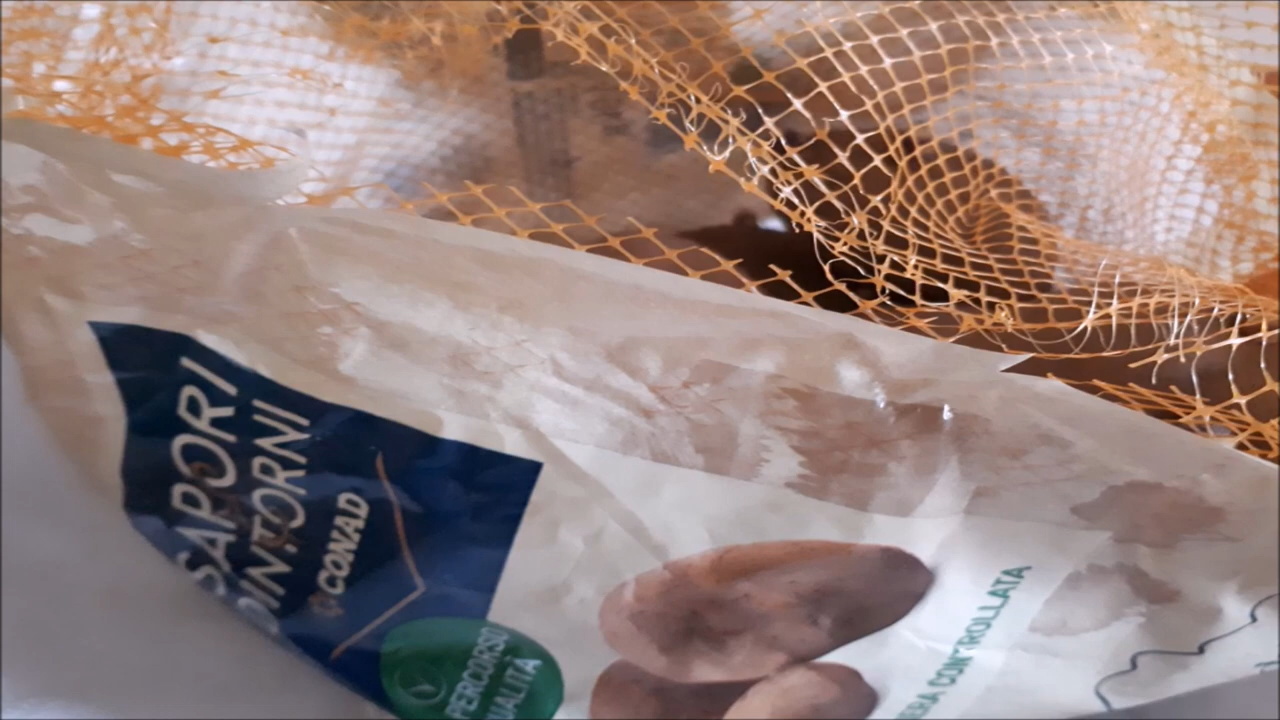 SAPORI
DINTORNI
CONAD
PERCORSO
QUALITÀ
CONTROLLATA